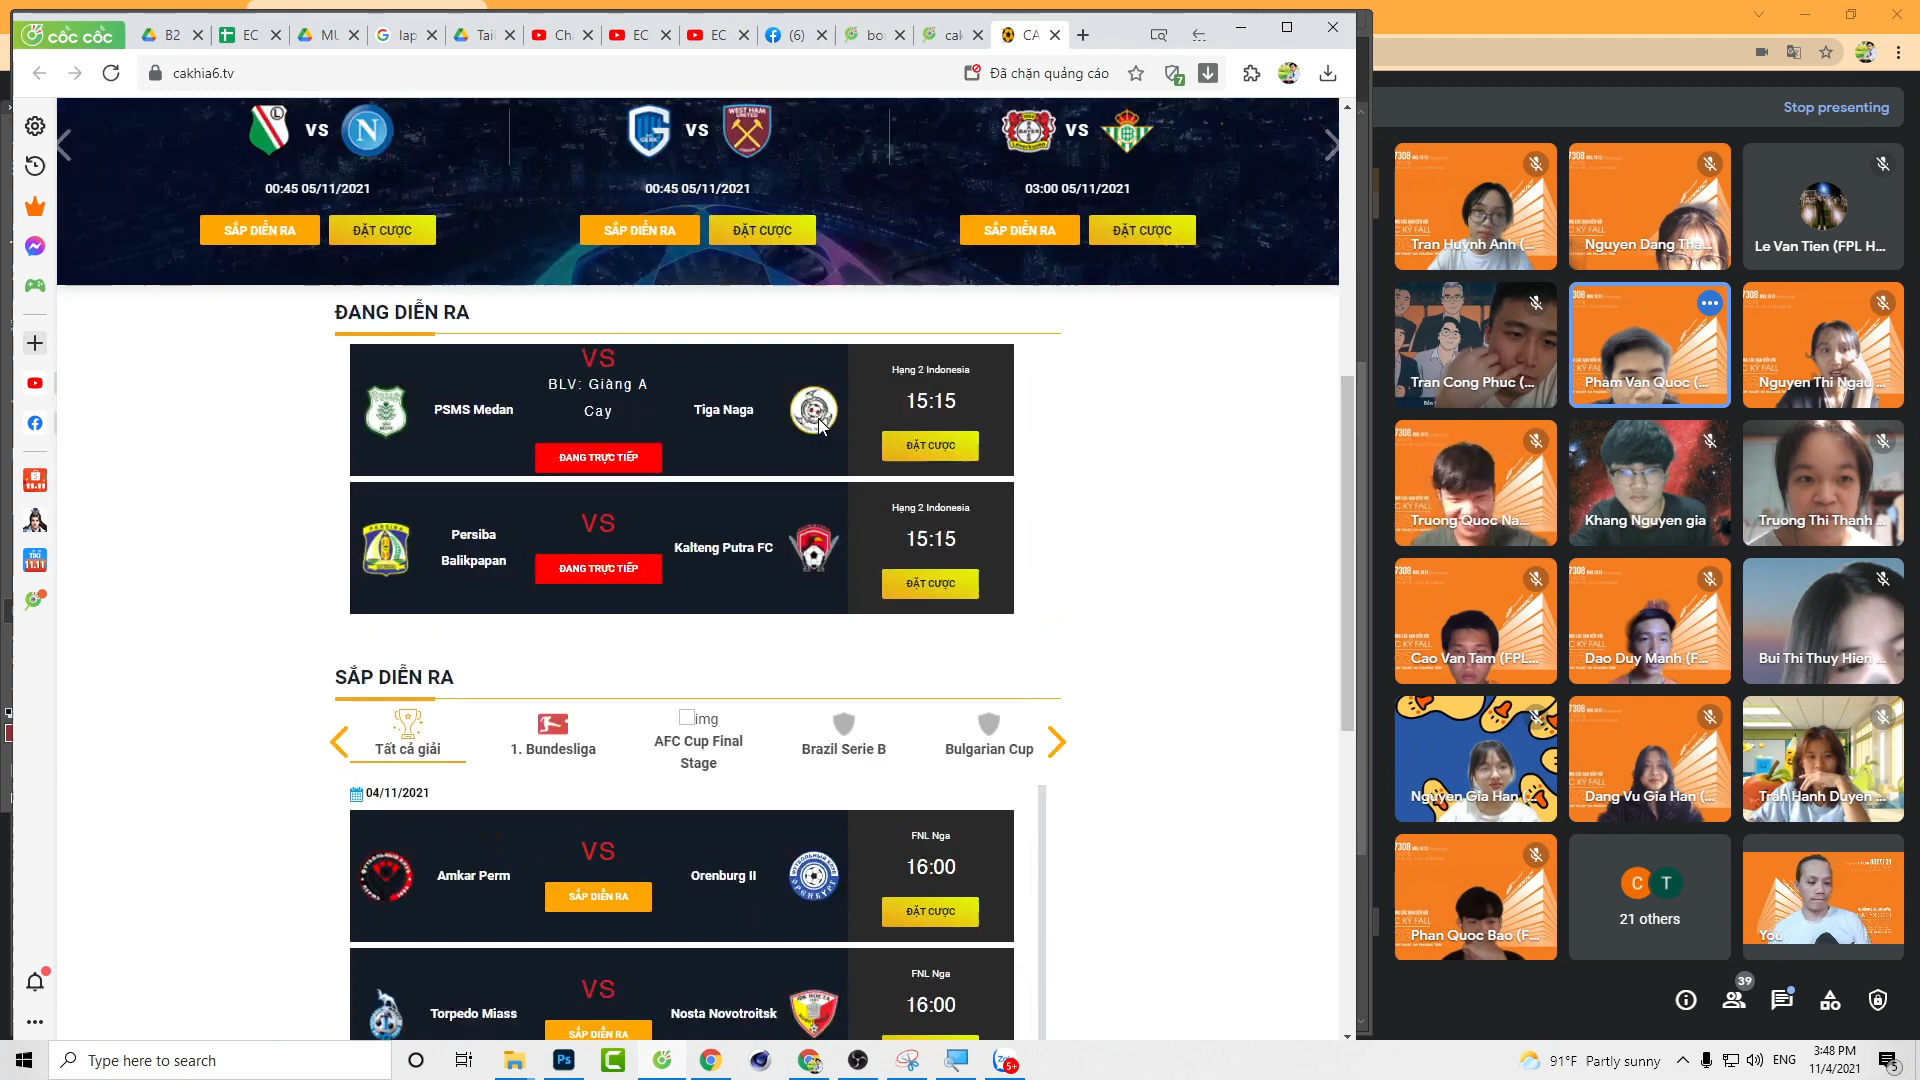 cốc cốc
B2
EC
MU
lap
Tail
Ch
EC
EC
(6)
bo
cal
CA
cakhia6.tv
Đã chặn quảng cáo
7
VS
VS
WEST HAM UNITED
VS
00:45 05/11/2021
00:45 05/11/2021
03:00 05/11/2021
SẮP DIỄN RA
ĐẶT CƯỢC
SẮP DIỄN RA
ĐẶT CƯỢC
SẮP DIỄN RA
ĐẶT CƯỢC
ĐANG DIỄN RA
PSMS Medan
VS
BLV: Giàng A
Cay
ĐANG TRỰC TIẾP
Tiga Naga
Hạng 2 Indonesia
15:15
ĐẶT CƯỢC
Persiba
Balikpapan
VS
ĐANG TRỰC TIẾP
Kalteng Putra FC
Hạng 2 Indonesia
15:15
ĐẶT CƯỢC
SẮP DIỄN RA
Tất cả giải
1. Bundesliga
img
AFC Cup Final
Stage
Brazil Serie B
Bulgarian Cup
04/11/2021
Amkar Perm
VS
SẮP DIỄN RA
Orenburg II
FNL Nga
16:00
ĐẶT CƯỢC
Torpedo Miass
VS
SẮP DIỄN RA
Nosta Novotroitsk
FNL Nga
16:00
Stop presenting
Tran Huynh Anh (...
Nguyen Dang Tha...
Le Van Tien (FPL H...
Tran Cong Phuc (...
Pham Van Quoc (...
Nguyen Thi Ngau ...
Truong Quoc Na...
Khang Nguyen gia
Truong Thi Thanh ...
Cao Van Tam (FPL...
Dao Duy Manh (F...
Bui Thi Thuy Hien ...
Nguyen Gia Han (...
Dang Vu Gia Han (...
Tran Hanh Duyen ...
Phan Quoc Bao (F...
C
T
21 others
You
39
Type here to search
Ps
5+
91°F Partly sunny
ENG
3:48 PM
11/4/2021
5